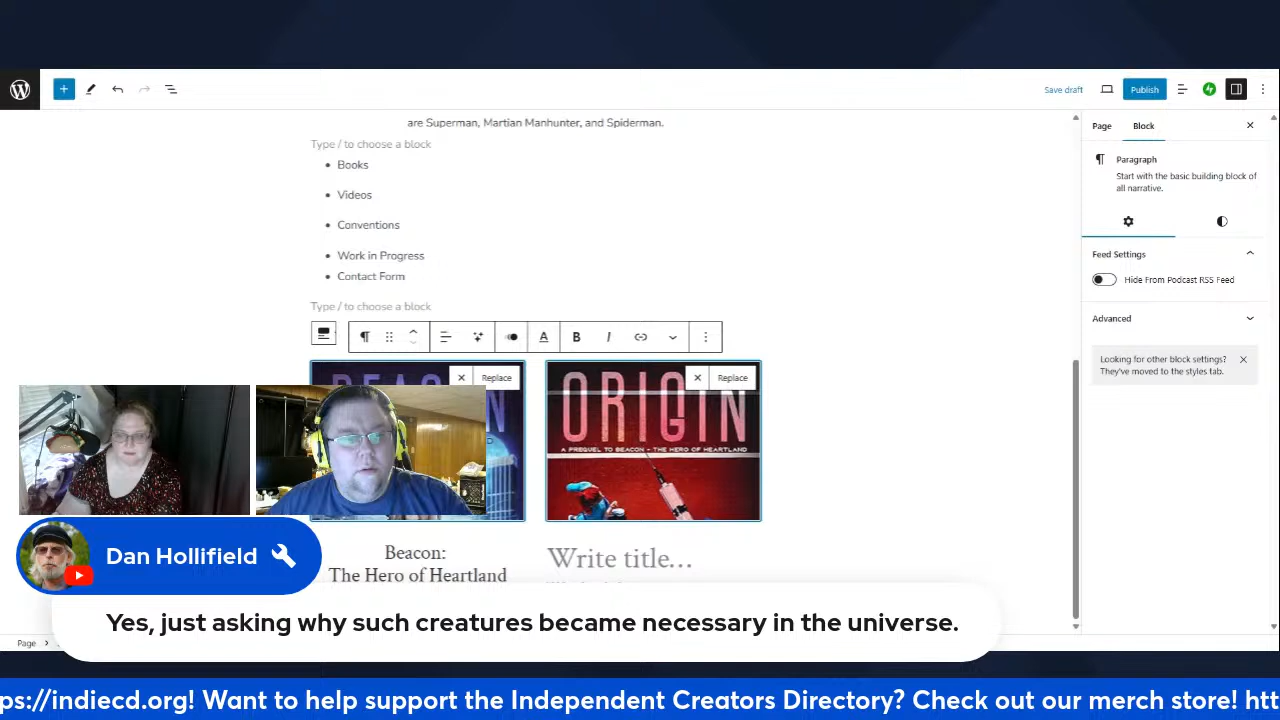 Save draft
Publish
are Superman, Martian Manhunter, and Spiderman.
Type / to choose a block
• Books
• Videos
• Conventions
• Work in Progress
• Contact Form
Type / to choose a block
B I
Replace
Replace
ORIGIN
A PREQUEL TO BEACON - THE HERO OF HEARTLAND
Beacon:
The Hero of Heartland
Write title...
Page Block
Paragraph
Start with the basic building block of
all narrative.
Feed Settings
Hide From Podcast RSS Feed
Advanced
Looking for other block settings?
They've moved to the styles tab.
Page
Dan Hollifield
Yes, just asking why such creatures became necessary in the universe.
ps://indiecd.org! Want to help support the Independent Creators Directory? Check out our merch store! htt